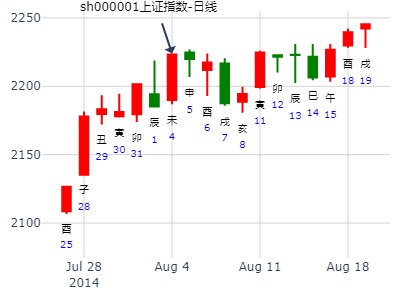 sh000001上证指数-日线
2250
2200
2150
2100
酉
25
子
28
丑
29
寅
30
卯
31
辰
1
未
4
申
5
酉
6
戌
7
亥
8
寅
11
卯
12
辰
13
巳
14
午
15
酉
18
戌
19
Jul 28
2014
Aug 4
Aug 11
Aug 18